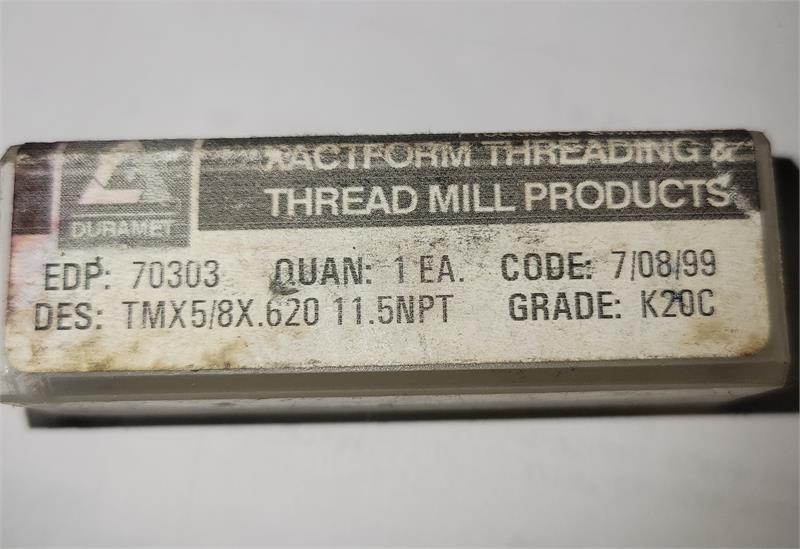 XACTFORM THREADING &
THREAD MILL PRODUCTS
DURAMET
EDP: 70303 QUAN: 1 EA. CODE: 7/08/99
DES: TMX5/8X.620 11.5NPT GRADE: K20C